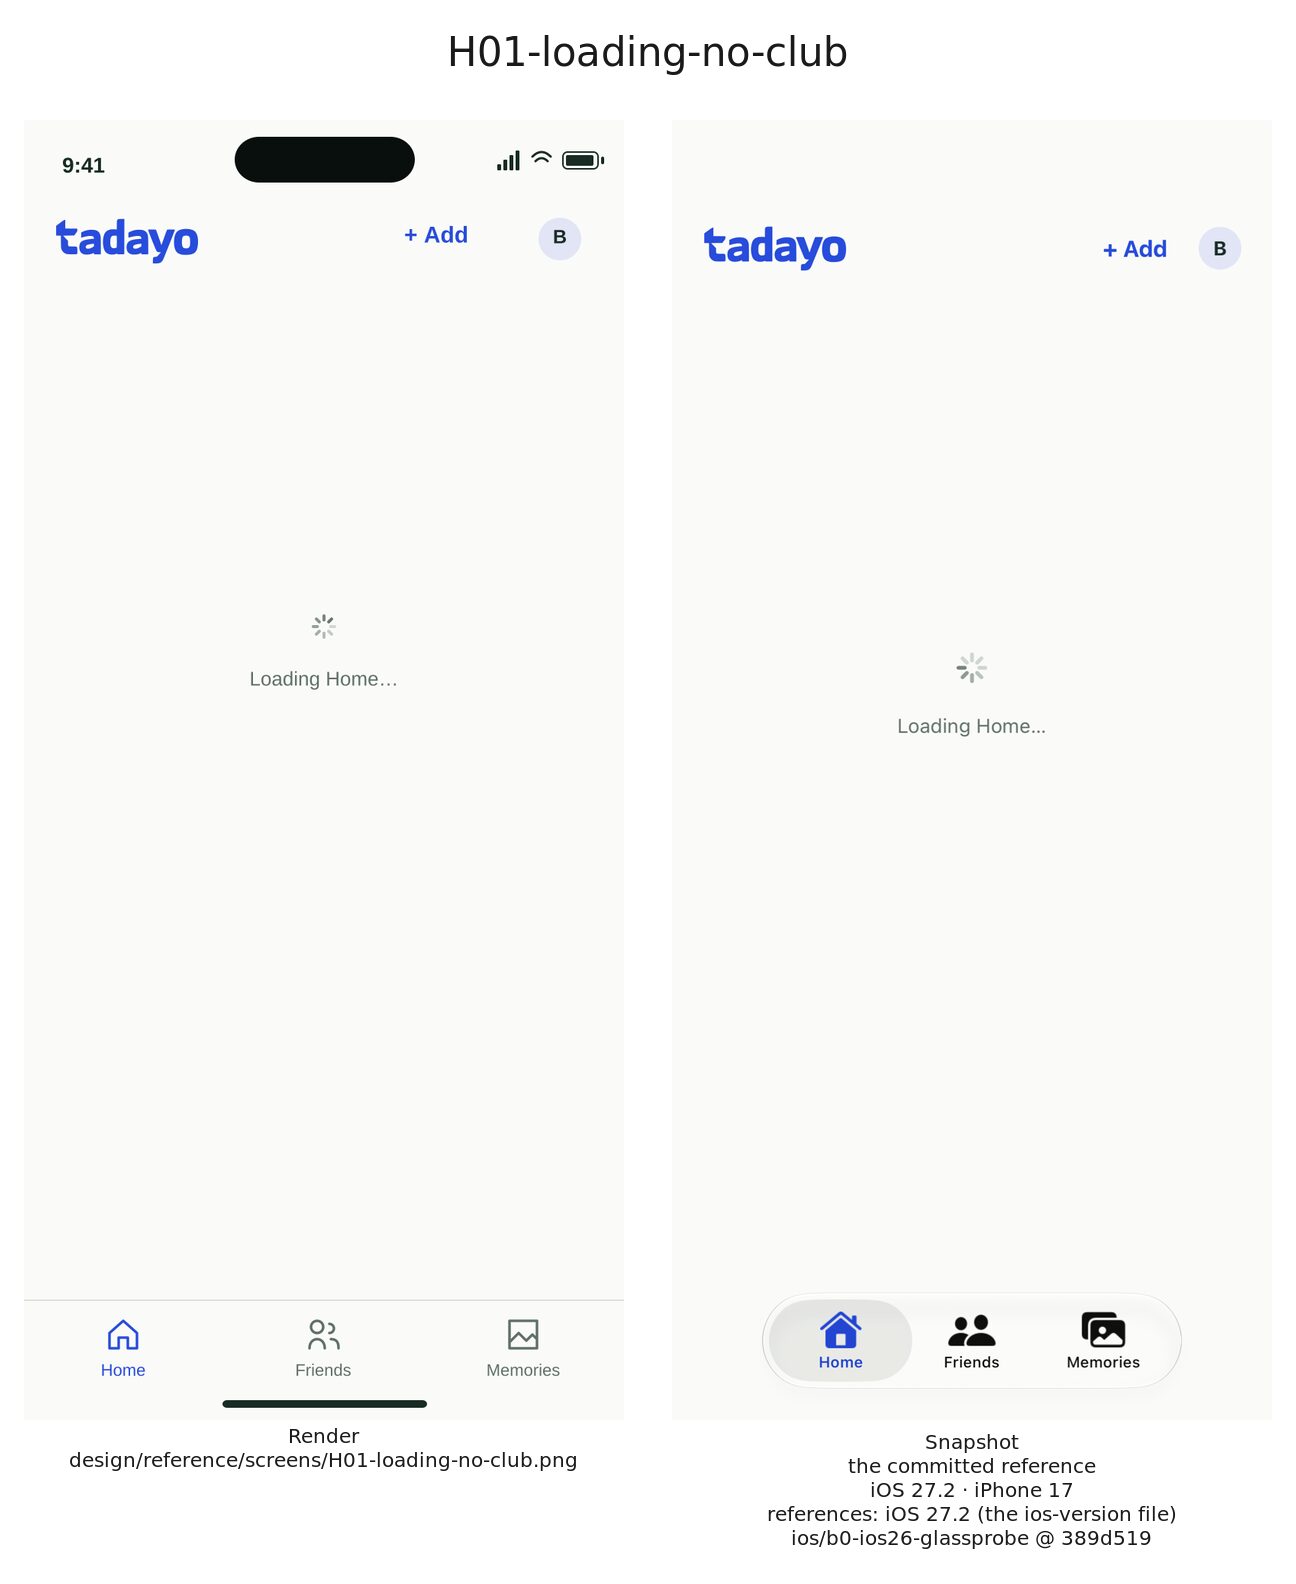 H01-loading-no-club
9:41
tadayo
+ Add
B
Loading Home…
Home
Friends
Memories
Render
design/reference/screens/H01-loading-no-club.png
tadayo
+ Add
B
Loading Home…
Home
Friends
Memories
Snapshot
the committed reference
iOS 27.2 · iPhone 17
references: iOS 27.2 (the ios-version file)
ios/b0-ios26-glassprobe @ 389d519